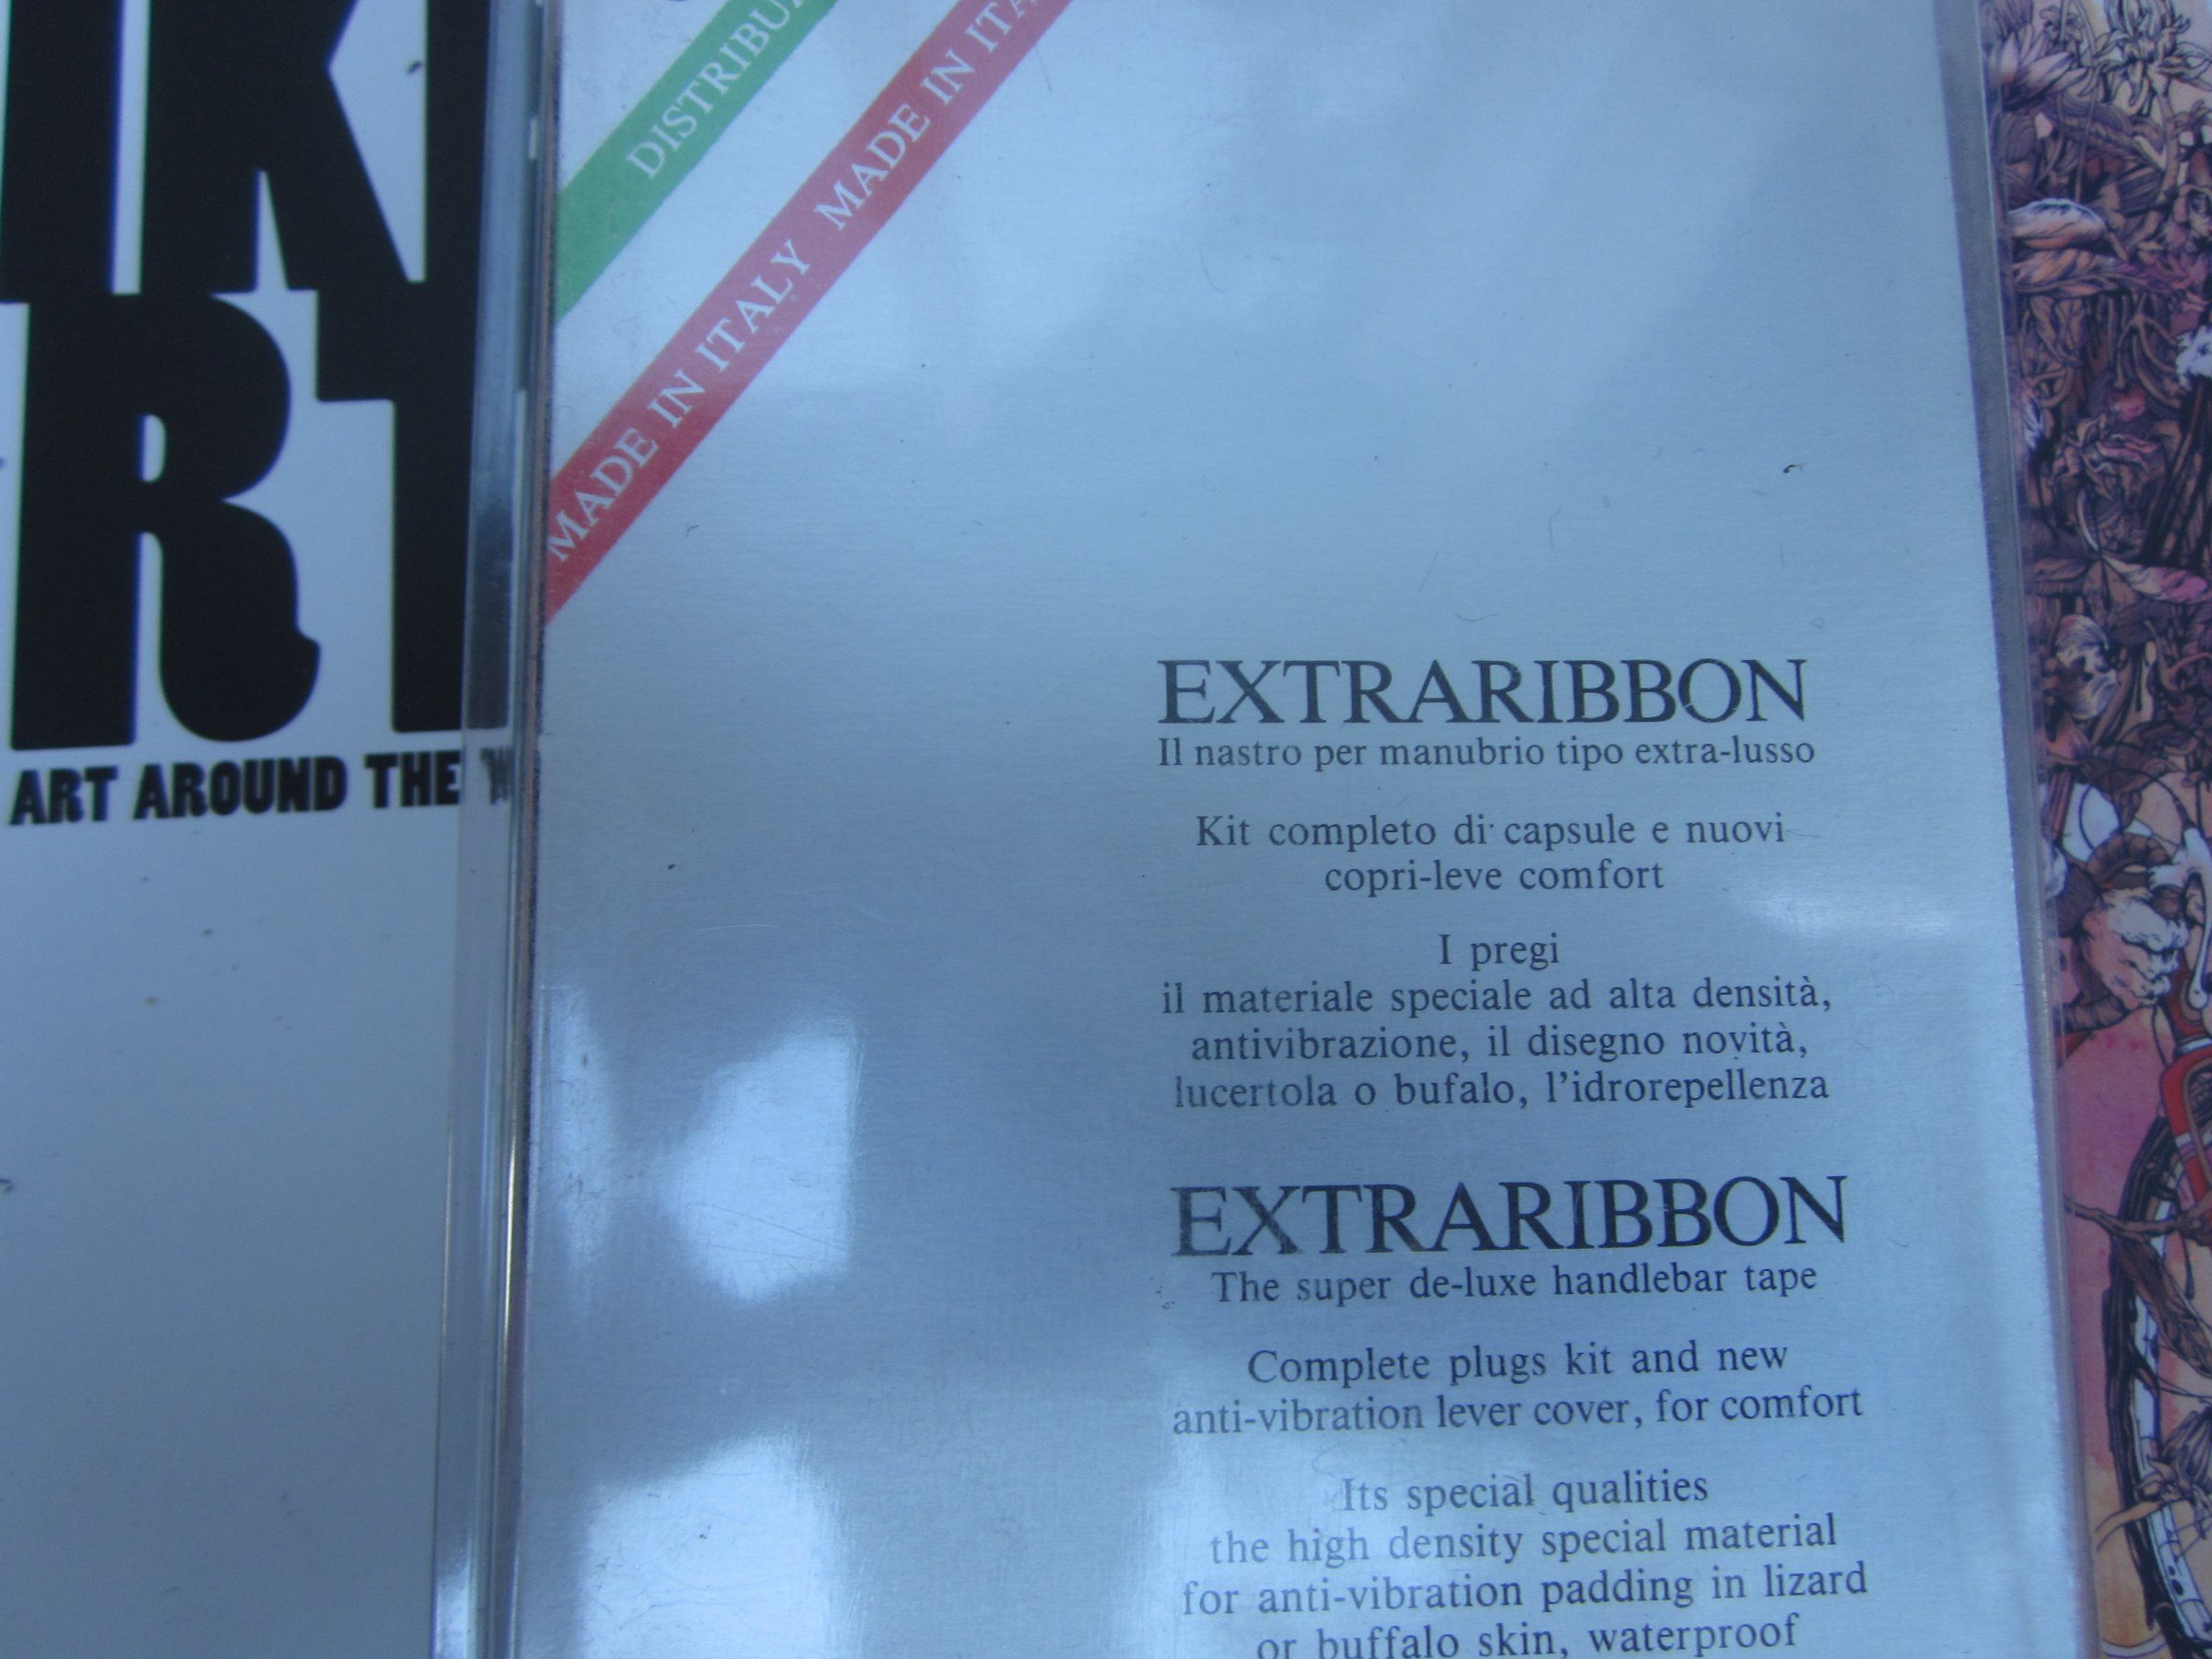 IK
RT
ART AROUND THE
DISTRIBU
MADE IN ITALY MADE IN ITA
EXTRARIBBON
Il nastro per manubrio tipo extra-lusso
Kit completo di capsule e nuovi
copri-leve comfort
I pregi
il materiale speciale ad alta densità,
antivibrazione, il disegno novità,
lucertola o bufalo, l'idrorepellenza
EXTRARIBBON
The super de-luxe handlebar tape
Complete plugs kit and new
anti-vibration lever cover, for comfort
Its special qualities
the high density special material
for anti-vibration padding in lizard
or buffalo skin, waterproof